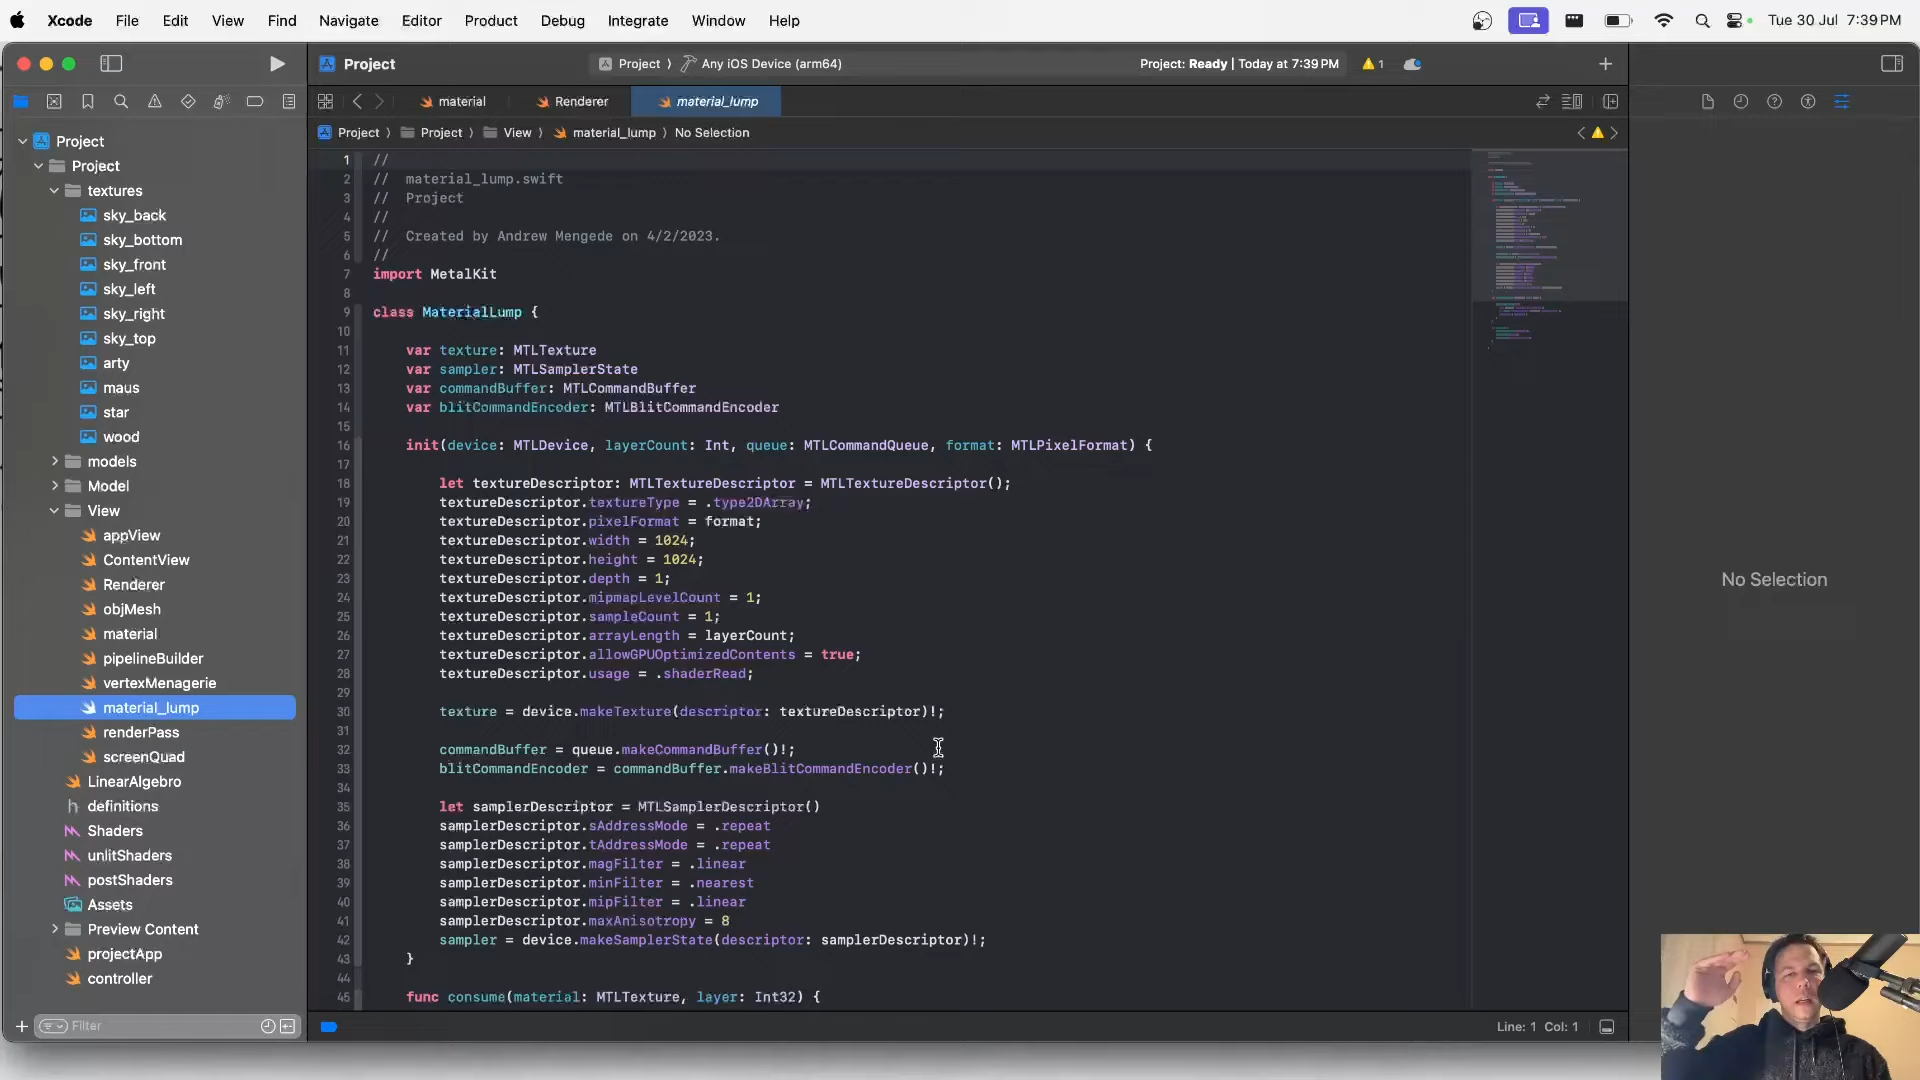 Xcode File Edit View Find Navigate Editor Product Debug Integrate Window Help Tue 30 Jul 7:39 PM
Project Project 〉 Any iOS Device (arm64) Project: Ready | Today at 7:39 PM 1
material Renderer material_lump
Project 〉 Project 〉 View 〉 material_lump 〉 No Selection
Project
Project
textures
sky_back
sky_bottom
sky_front
sky_left
sky_right
sky_top
arty
maus
star
wood
models
Model
View
appView
ContentView
Renderer
objMesh
material
pipelineBuilder
vertexMenagerie
material_lump
renderPass
screenQuad
LinearAlgebro
definitions
Shaders
unlitShaders
postShaders
Assets
Preview Content
projectApp
controller
Filter
1 //
2 // material_lump.swift
3 // Project
4 //
5 // Created by Andrew Mengede on 4/2/2023.
6 //
7 import MetalKit
8
9 class MaterialLump {
10
11 var texture: MTLTexture
12 var sampler: MTLSamplerState
13 var commandBuffer: MTLCommandBuffer
14 var blitCommandEncoder: MTLBlitCommandEncoder
15
16 init(device: MTLDevice, layerCount: Int, queue: MTLCommandQueue, format: MTLPixelFormat) {
17
18 let textureDescriptor: MTLTextureDescriptor = MTLTextureDescriptor();
19 textureDescriptor.textureType = .type2DArray;
20 textureDescriptor.pixelFormat = format;
21 textureDescriptor.width = 1024;
22 textureDescriptor.height = 1024;
23 textureDescriptor.depth = 1;
24 textureDescriptor.mipmapLevelCount = 1;
25 textureDescriptor.sampleCount = 1;
26 textureDescriptor.arrayLength = layerCount;
27 textureDescriptor.allowGPUOptimizedContents = true;
28 textureDescriptor.usage = .shaderRead;
29
30 texture = device.makeTexture(descriptor: textureDescriptor)!;
31
32 commandBuffer = queue.makeCommandBuffer()!;
33 blitCommandEncoder = commandBuffer.makeBlitCommandEncoder()!;
34
35 let samplerDescriptor = MTLSamplerDescriptor()
36 samplerDescriptor.sAddressMode = .repeat
37 samplerDescriptor.tAddressMode = .repeat
38 samplerDescriptor.magFilter = .linear
39 samplerDescriptor.minFilter = .nearest
40 samplerDescriptor.mipFilter = .linear
41 samplerDescriptor.maxAnisotropy = 8
42 sampler = device.makeSamplerState(descriptor: samplerDescriptor)!;
43 }
44
45 func consume(material: MTLTexture, layer: Int32) {
No Selection
Line: 1 Col: 1